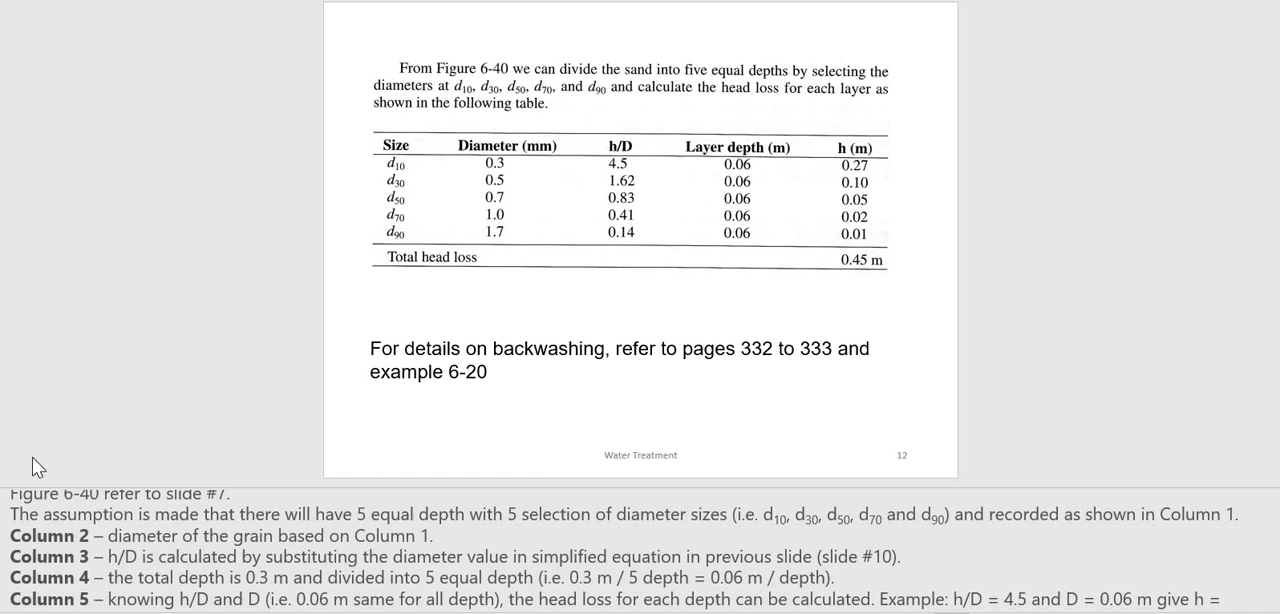 From Figure 6-40 we can divide the sand into five equal depths by selecting the
diameters at d10, d30, d50, d70, and d90 and calculate the head loss for each layer as
shown in the following table.
Size Diameter (mm) h/D Layer depth (m) h (m)
d10 0.3 4.5 0.06 0.27
d30 0.5 1.62 0.06 0.10
d50 0.7 0.83 0.06 0.05
d70 1.0 0.41 0.06 0.02
d90 1.7 0.14 0.06 0.01
Total head loss 0.45 m
For details on backwashing, refer to pages 332 to 333 and
example 6-20
Water Treatment 12
Figure 6-40 refer to slide #7.
The assumption is made that there will have 5 equal depth with 5 selection of diameter sizes (i.e. d10, d30, d50, d70 and d90) and recorded as shown in Column 1.
Column 2 – diameter of the grain based on Column 1.
Column 3 – h/D is calculated by substituting the diameter value in simplified equation in previous slide (slide #10).
Column 4 – the total depth is 0.3 m and divided into 5 equal depth (i.e. 0.3 m / 5 depth = 0.06 m / depth).
Column 5 – knowing h/D and D (i.e. 0.06 m same for all depth), the head loss for each depth can be calculated. Example: h/D = 4.5 and D = 0.06 m give h =